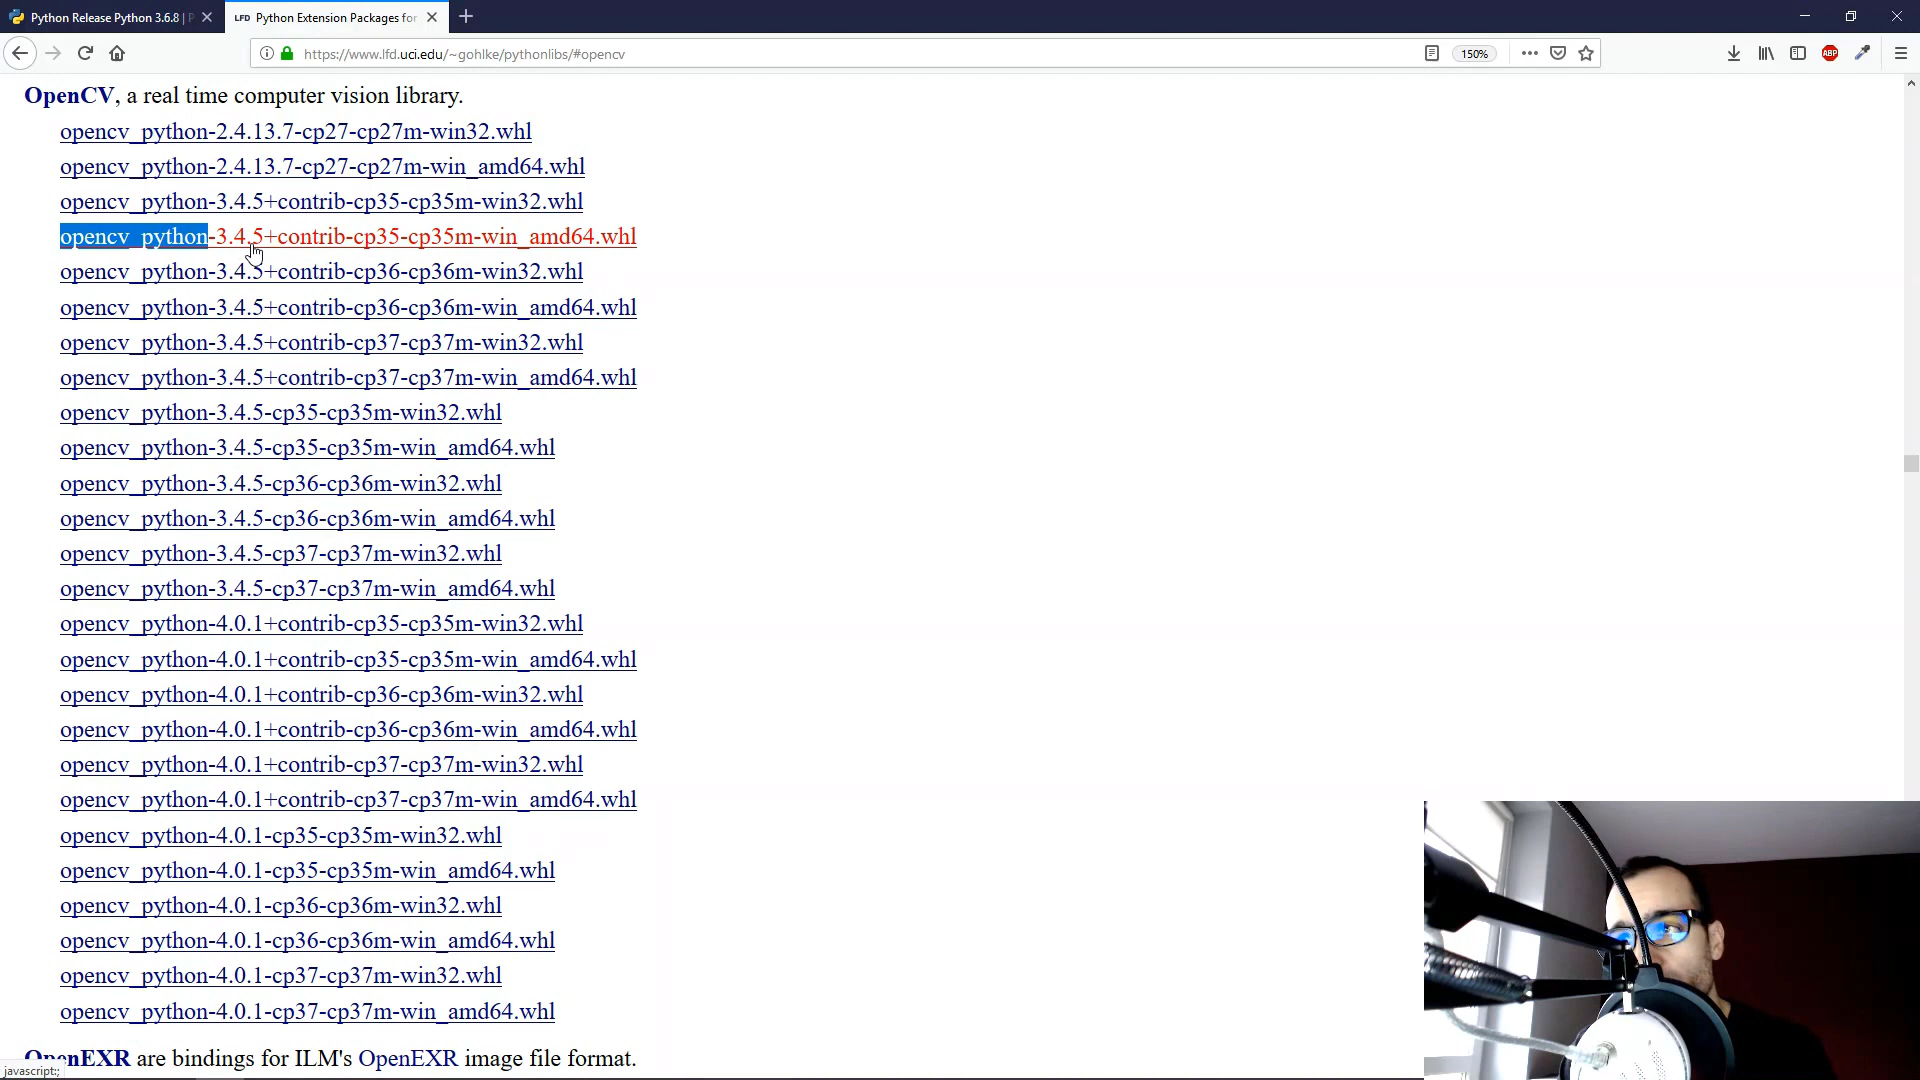 Python Release Python 3.6.8 | P
LFD Python Extension Packages for
https://www.lfd.uci.edu/~gohlke/pythonlibs/#opencv
150%
ABP
OpenCV, a real time computer vision library.
opencv_python-2.4.13.7-cp27-cp27m-win32.whl
opencv_python-2.4.13.7-cp27-cp27m-win_amd64.whl
opencv_python-3.4.5+contrib-cp35-cp35m-win32.whl
opencv_python-3.4.5+contrib-cp35-cp35m-win_amd64.whl
opencv_python-3.4.5+contrib-cp36-cp36m-win32.whl
opencv_python-3.4.5+contrib-cp36-cp36m-win_amd64.whl
opencv_python-3.4.5+contrib-cp37-cp37m-win32.whl
opencv_python-3.4.5+contrib-cp37-cp37m-win_amd64.whl
opencv_python-3.4.5-cp35-cp35m-win32.whl
opencv_python-3.4.5-cp35-cp35m-win_amd64.whl
opencv_python-3.4.5-cp36-cp36m-win32.whl
opencv_python-3.4.5-cp36-cp36m-win_amd64.whl
opencv_python-3.4.5-cp37-cp37m-win32.whl
opencv_python-3.4.5-cp37-cp37m-win_amd64.whl
opencv_python-4.0.1+contrib-cp35-cp35m-win32.whl
opencv_python-4.0.1+contrib-cp35-cp35m-win_amd64.whl
opencv_python-4.0.1+contrib-cp36-cp36m-win32.whl
opencv_python-4.0.1+contrib-cp36-cp36m-win_amd64.whl
opencv_python-4.0.1+contrib-cp37-cp37m-win32.whl
opencv_python-4.0.1+contrib-cp37-cp37m-win_amd64.whl
opencv_python-4.0.1-cp35-cp35m-win32.whl
opencv_python-4.0.1-cp35-cp35m-win_amd64.whl
opencv_python-4.0.1-cp36-cp36m-win32.whl
opencv_python-4.0.1-cp36-cp36m-win_amd64.whl
opencv_python-4.0.1-cp37-cp37m-win32.whl
opencv_python-4.0.1-cp37-cp37m-win_amd64.whl
OpenEXR are bindings for ILM's OpenEXR image file format.
javascript:;